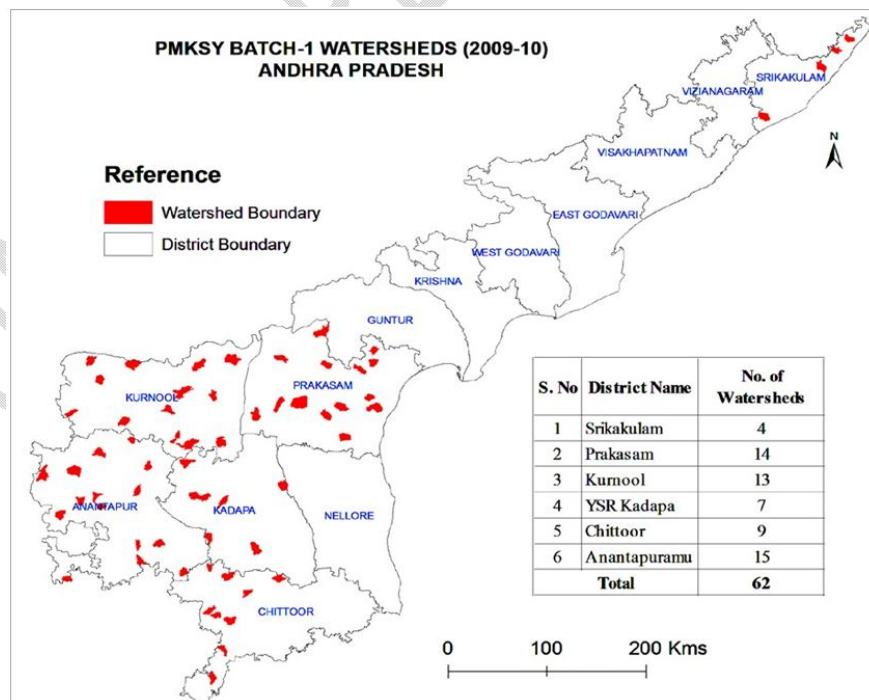 PMKSY BATCH-1 WATERSHEDS (2009-10)
ANDHRA PRADESH
SRIKAKULAM
VIZIANAGARAM
N
VISAKHAPATNAM
Reference
Watershed Boundary
District Boundary
EAST GODAVARI
WEST GODAVARI
KRISHNA
GUNTUR
PRAKASAM
KURNOOL
ANANTAPUR
KADAPA
NELLORE
CHITTOOR
S. No District Name No. of Watersheds
1 Srikakulam 4
2 Prakasam 14
3 Kurnool 13
4 YSR Kadapa 7
5 Chittoor 9
6 Anantapuramu 15
Total 62
0 100 200 Kms